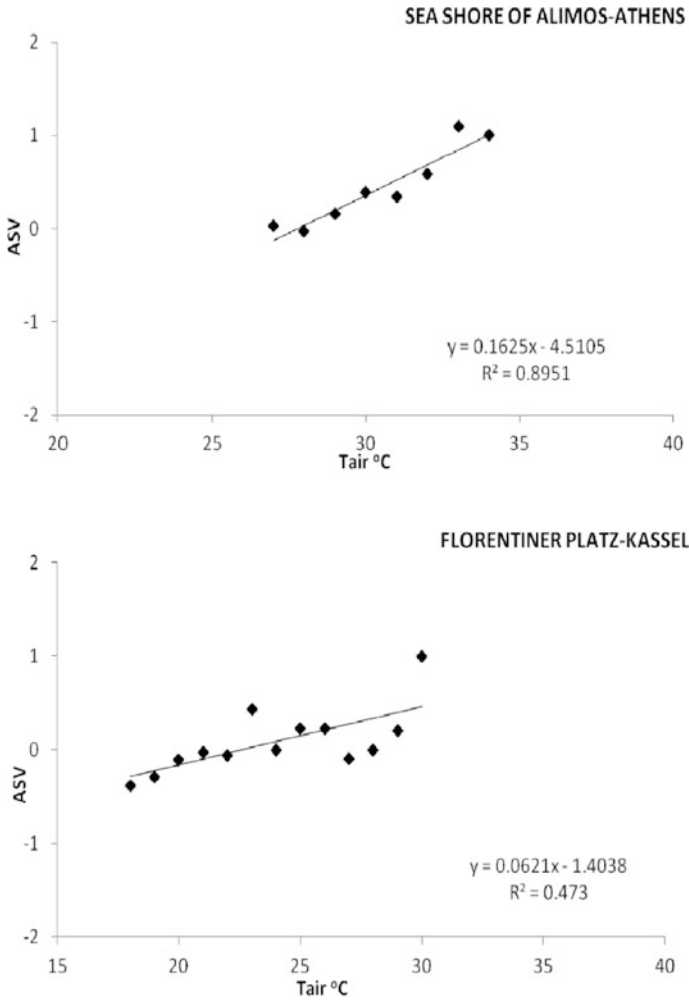 SEA SHORE OF ALIMOS-ATHENS
2
1
0
-1
-2
ASV
y = 0.1625x - 4.5105
R² = 0.8951
20 25 30 35 40
Tair ºC
FLORENTINER PLATZ-KASSEL
2
1
0
-1
-2
ASV
y = 0.0621x - 1.4038
R² = 0.473
15 20 25 30 35 40
Tair ºC